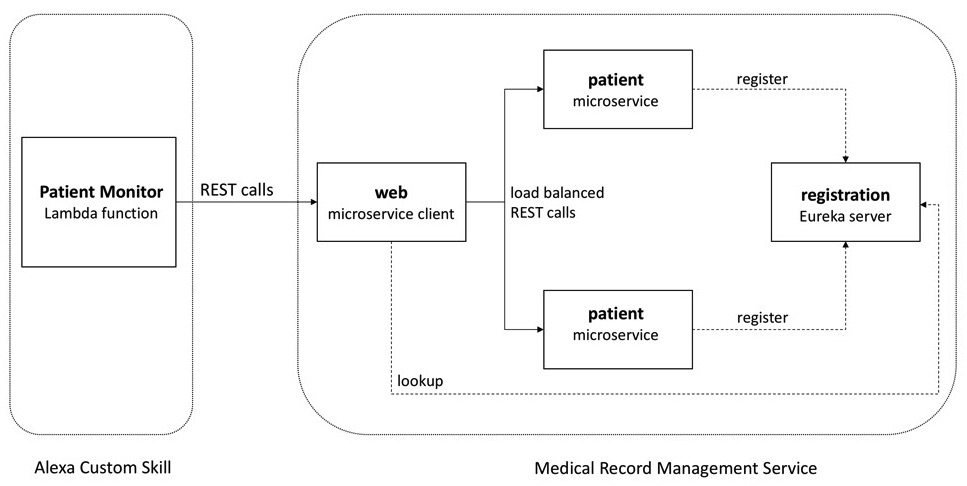 Patient Monitor
Lambda function
REST calls
web
microservice client
load balanced
REST calls
patient
microservice
register
registration
Eureka server
patient
microservice
register
lookup
Alexa Custom Skill
Medical Record Management Service